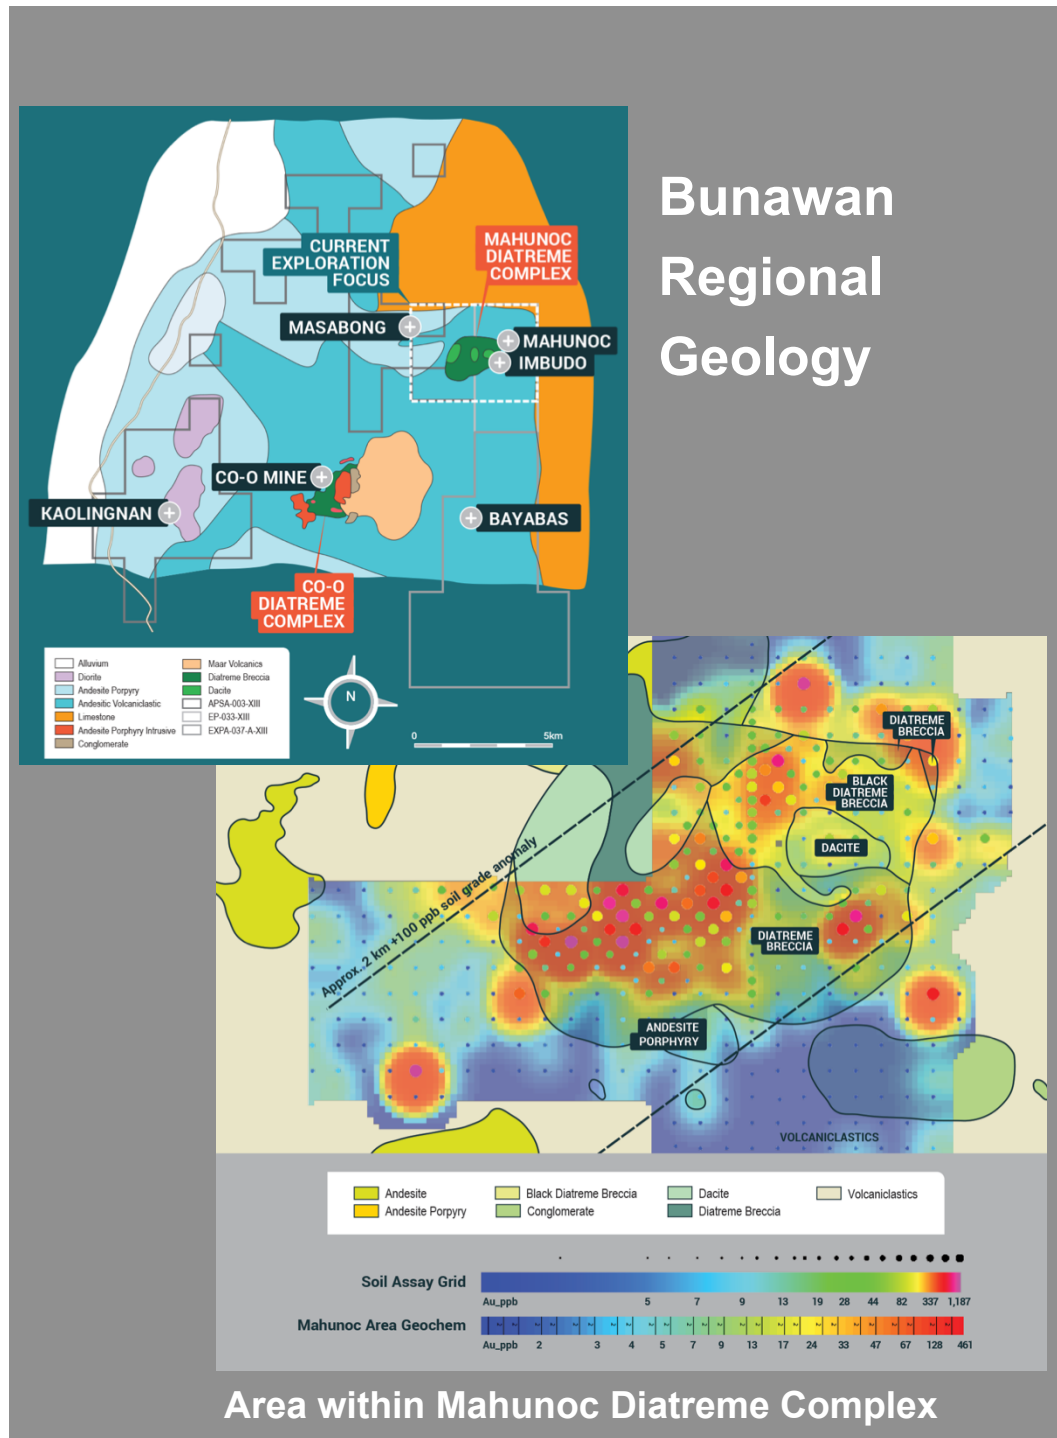 Bunawan
Regional
Geology
CURRENT
EXPLORATION
FOCUS
MAHUNOC
DIATREME
COMPLEX
MASABONG
MAHUNOC
IMBUDO
CO-O MINE
KAOLINGNAN
BAYABAS
CO-O
DIATREME
COMPLEX
Alluvium
Diorite
Andesite Porpyry
Andesitic Volcaniclastic
Limestone
Andesite Porphyry Intrusive
Conglomerate
Maar Volcanics
Diatreme Breccia
Dacite
APSA-003-XIII
EP-033-XIII
EXPA-037-A-XIII
N
0 5km
DIATREME
BRECCIA
BLACK
DIATREME
BRECCIA
DACITE
Approx..2 km +100 ppb soil grade anomaly
DIATREME
BRECCIA
ANDESITE
PORPHYRY
VOLCANICLASTICS
Andesite
Andesite Porpyry
Black Diatreme Breccia
Conglomerate
Dacite
Diatreme Breccia
Volcaniclastics
Soil Assay Grid
Au_ppb 5 7 9 13 19 28 44 82 337 1,187
Mahunoc Area Geochem
Au_ppb 2 3 4 5 7 9 13 17 24 33 47 67 128 461
Area within Mahunoc Diatreme Complex